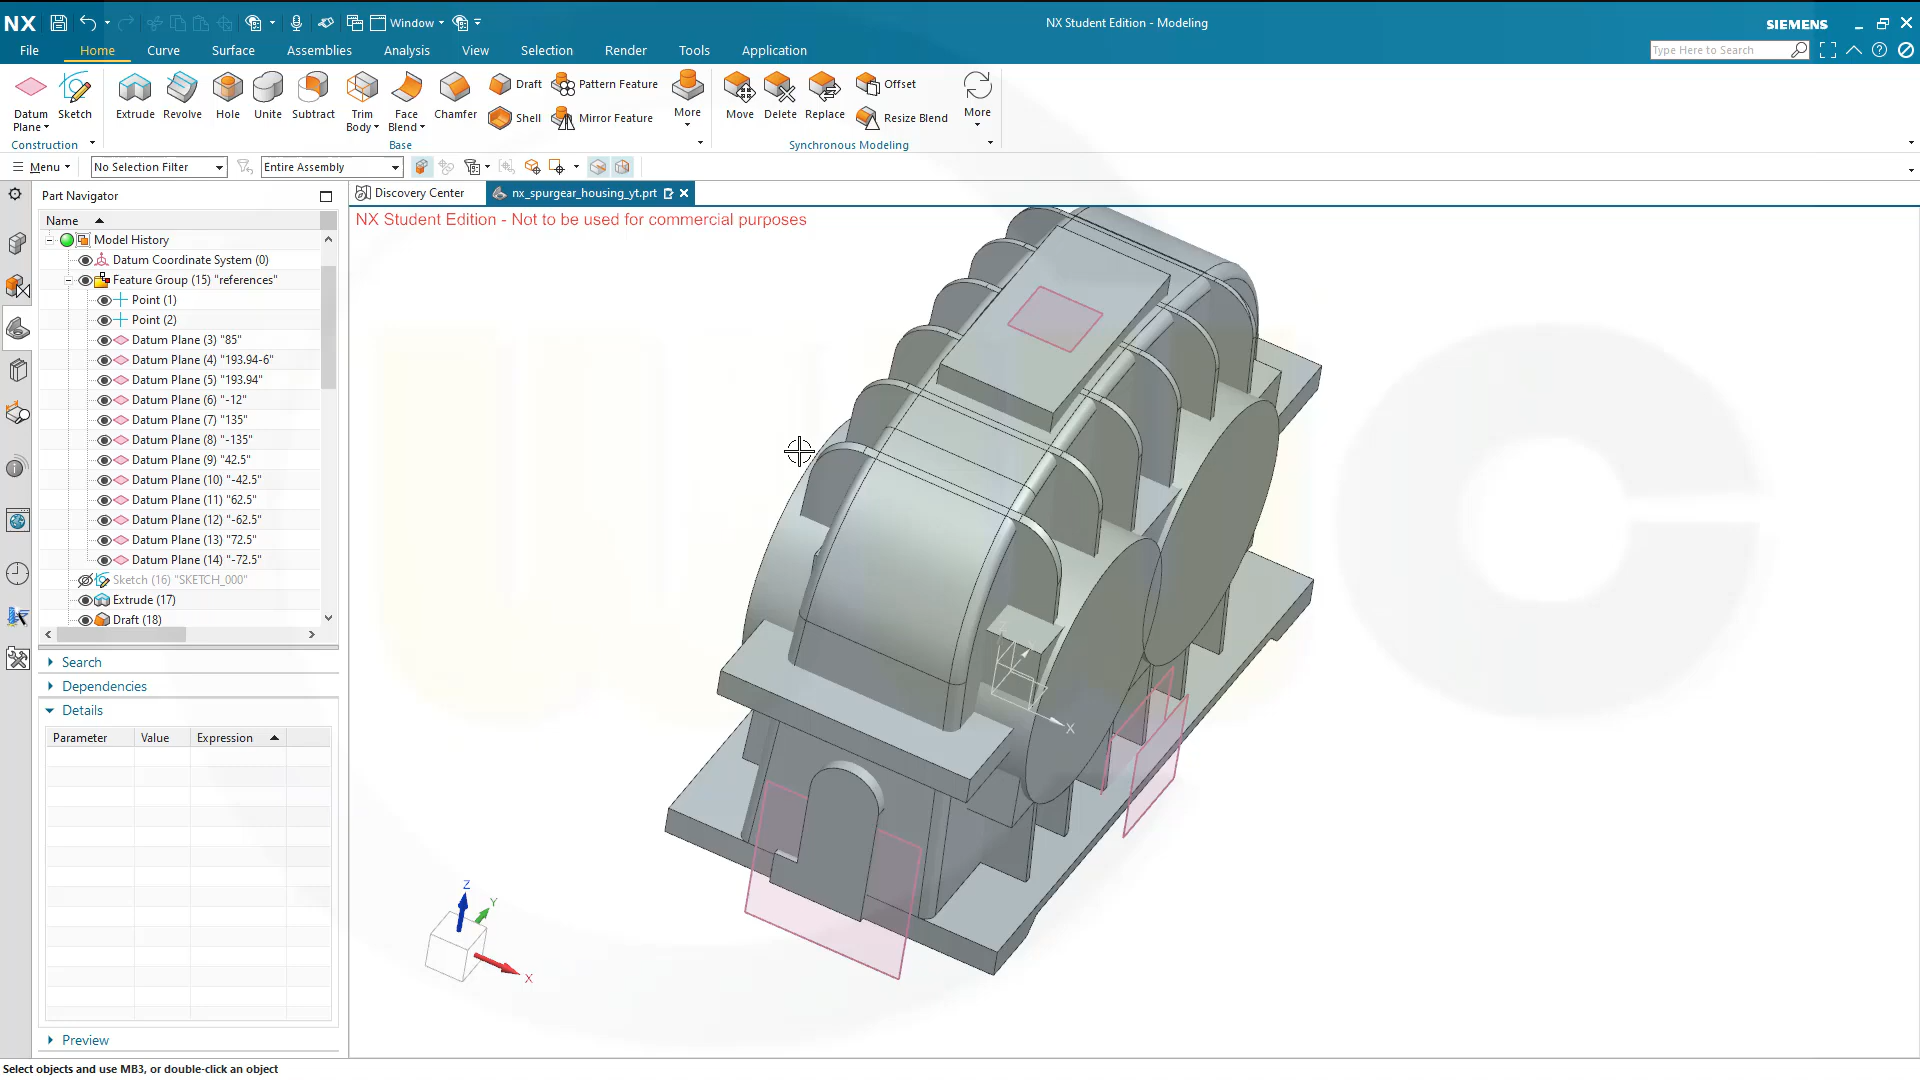 NX
Window
NX Student Edition - Modeling
SIEMENS
File Home Curve Surface Assemblies Analysis View Selection Render Tools Application
Type Here to Search
Datum Plane
Sketch
Extrude
Revolve
Hole
Unite
Subtract
Trim Body
Face Blend
Chamfer
Draft
Shell
Pattern Feature
Mirror Feature
More
Move
Delete
Replace
Offset
Resize Blend
More
Construction
Base
Synchronous Modeling
Menu
No Selection Filter
Entire Assembly
Part Navigator
Discovery Center
nx_spurgear_housing_yt.prt
NX Student Edition - Not to be used for commercial purposes
Name
Model History
Datum Coordinate System (0)
Feature Group (15) "references"
Point (1)
Point (2)
Datum Plane (3) "85"
Datum Plane (4) "193.94-6"
Datum Plane (5) "193.94"
Datum Plane (6) "-12"
Datum Plane (7) "135"
Datum Plane (8) "-135"
Datum Plane (9) "42.5"
Datum Plane (10) "-42.5"
Datum Plane (11) "62.5"
Datum Plane (12) "-62.5"
Datum Plane (13) "72.5"
Datum Plane (14) "-72.5"
Sketch (16) "SKETCH_000"
Extrude (17)
Draft (18)
Search
Dependencies
Details
Parameter Value Expression
Preview
X
Z
Y
X
Select objects and use MB3, or double-click an object